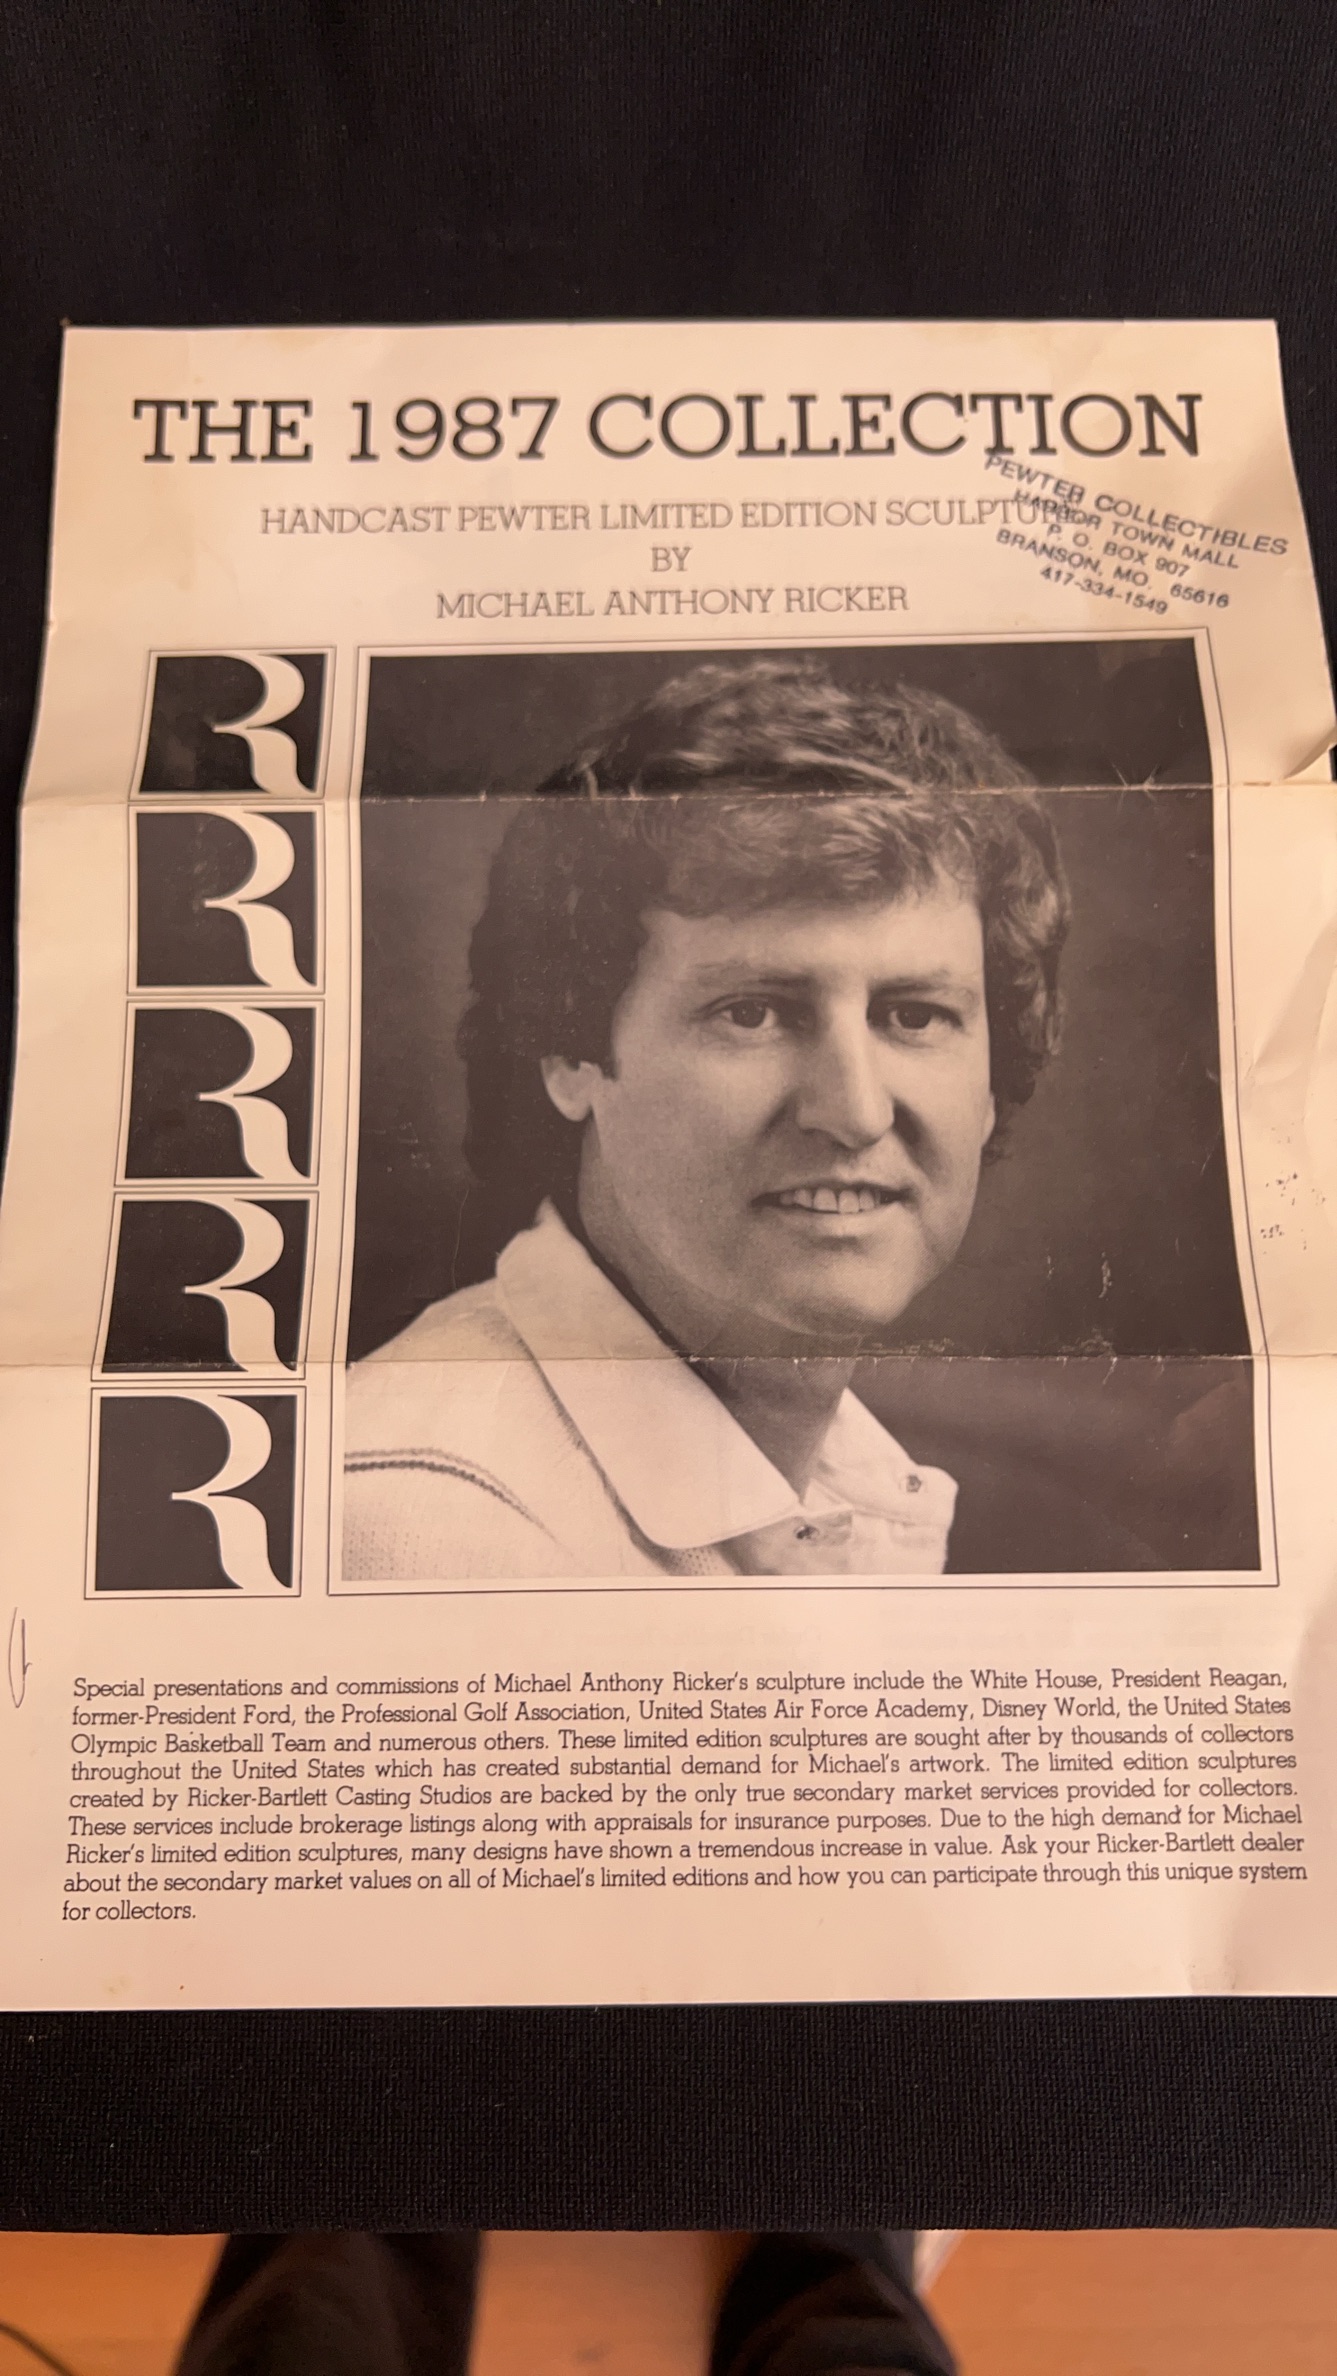 THE 1987 COLLECTION
HANDCAST PEWTER LIMITED EDITION
BY
MICHAEL ANTHONY RICKER
PEWTER COLLECTIBLES
HARBOR TOWN MALL
P. O. BOX 907
BRANSON, MO. 65616
417-334-1549
R
R
R
R
R
Special presentations and commissions of Michael Anthony Ricker's sculpture include the White House, President Reagan,
former-President Ford, the Professional Golf Association, United States Air Force Academy, Disney World, the United States
Olympic Basketball Team and numerous others. These limited edition sculptures are sought after by thousands of collectors
throughout the United States which has created substantial demand for Michael's artwork. The limited edition sculptures
created by Ricker-Bartlett Casting Studios are backed by the only true secondary market services provided for collectors.
These services include brokerage listings along with appraisals for insurance purposes. Due to the high demand for Michael
Ricker's limited edition sculptures, many designs have shown a tremendous increase in value. Ask your Ricker-Bartlett dealer
about the secondary market values on all of Michael's limited editions and how you can participate through this unique system
for collectors.